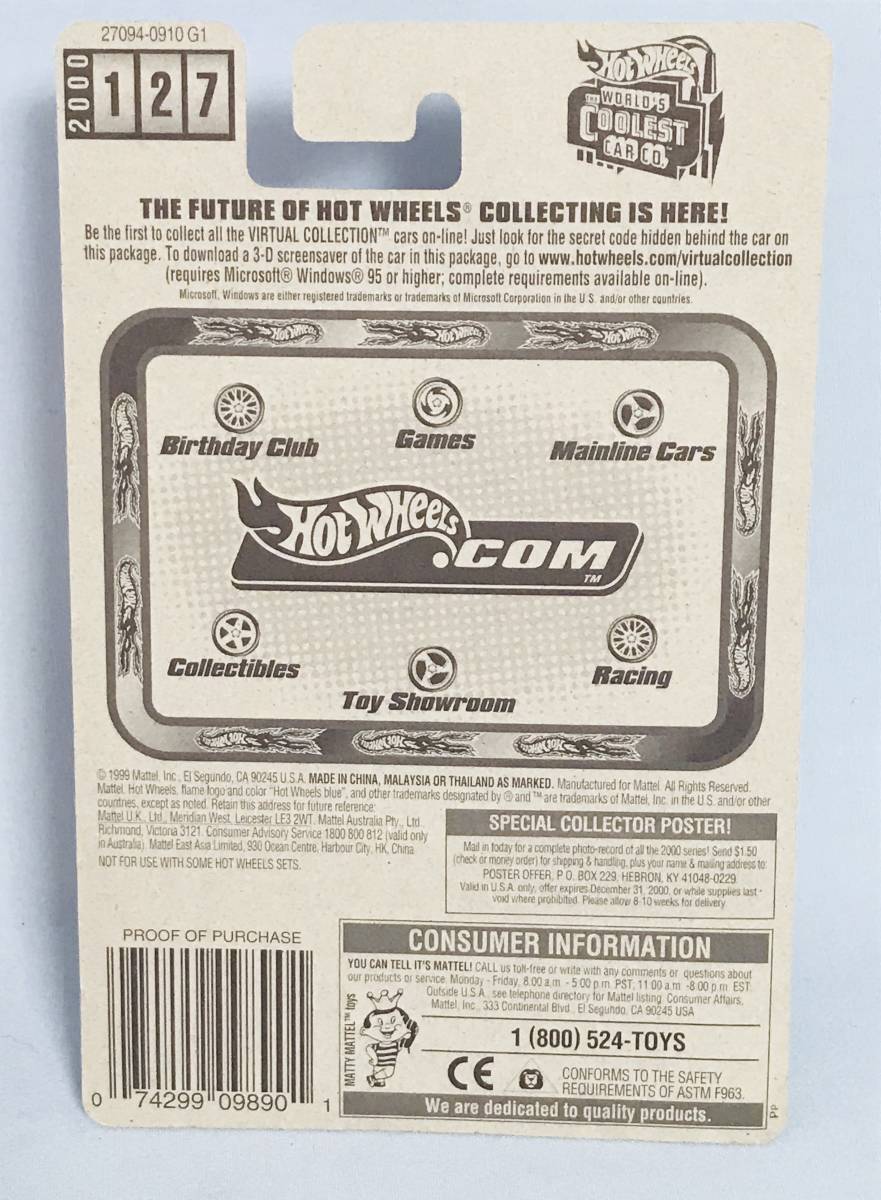 27094-0910 G1
2000 127
HOT WHEELS
THE WORLD'S
COOLEST
CAR CO.™
THE FUTURE OF HOT WHEELS® COLLECTING IS HERE!
Be the first to collect all the VIRTUAL COLLECTION™ cars on-line! Just look for the secret code hidden behind the car on
this package. To download a 3-D screensaver of the car in this package, go to www.hotwheels.com/virtualcollection
(requires Microsoft® Windows® 95 or higher; complete requirements available on-line).
Microsoft, Windows are either registered trademarks or trademarks of Microsoft Corporation in the U.S. and/or other countries.
HOT WHEELS HOT WHEELS HOT WHEELS
Birthday Club
Games
Mainline Cars
HOT WHEELS
.COM™
Collectibles
Toy Showroom
Racing
HOT WHEELS HOT WHEELS HOT WHEELS
© 1999 Mattel, Inc., El Segundo, CA 90245 U.S.A. MADE IN CHINA, MALAYSIA OR THAILAND AS MARKED. Manufactured for Mattel. All Rights Reserved.
Mattel, Hot Wheels, flame logo and color "Hot Wheels blue", and other trademarks designated by ® and ™ are trademarks of Mattel, Inc. in the U.S. and/or other
countries, except as noted. Retain this address for future reference:
Mattel U.K., Ltd., Meridian West, Leicester LE3 2WT. Mattel Australia Pty., Ltd.,
Richmond, Victoria 3121. Consumer Advisory Service 1800 800 812 (valid only
in Australia). Mattel East Asia Limited, 930 Ocean Centre, Harbour City, HK, China.
NOT FOR USE WITH SOME HOT WHEELS SETS.
SPECIAL COLLECTOR POSTER!
Mail in today for a complete photo-record of all the 2000 series! Send $1.50
(check or money order) for shipping & handling, plus your name & mailing address to:
POSTER OFFER, P.O. BOX 229, HEBRON, KY 41048-0229.
Valid in U.S.A. only, offer expires December 31, 2000, or while supplies last -
void where prohibited. Please allow 8-10 weeks for delivery.
PROOF OF PURCHASE
0 74299 09890 1
CONSUMER INFORMATION
YOU CAN TELL IT'S MATTEL! CALL us toll-free or write with any comments or questions about
our products or service. Monday - Friday, 8:00 a.m. - 5:00 p.m. PST, 11:00 a.m. -8:00 p.m. EST.
Outside U.S.A., see telephone directory for Mattel listing. Consumer Affairs,
Mattel, Inc., 333 Continental Blvd., El Segundo, CA 90245 USA
MATTY MATTEL™ toys
1 (800) 524-TOYS
CE
CONFORMS TO THE SAFETY
REQUIREMENTS OF ASTM F963.
We are dedicated to quality products.
Pp